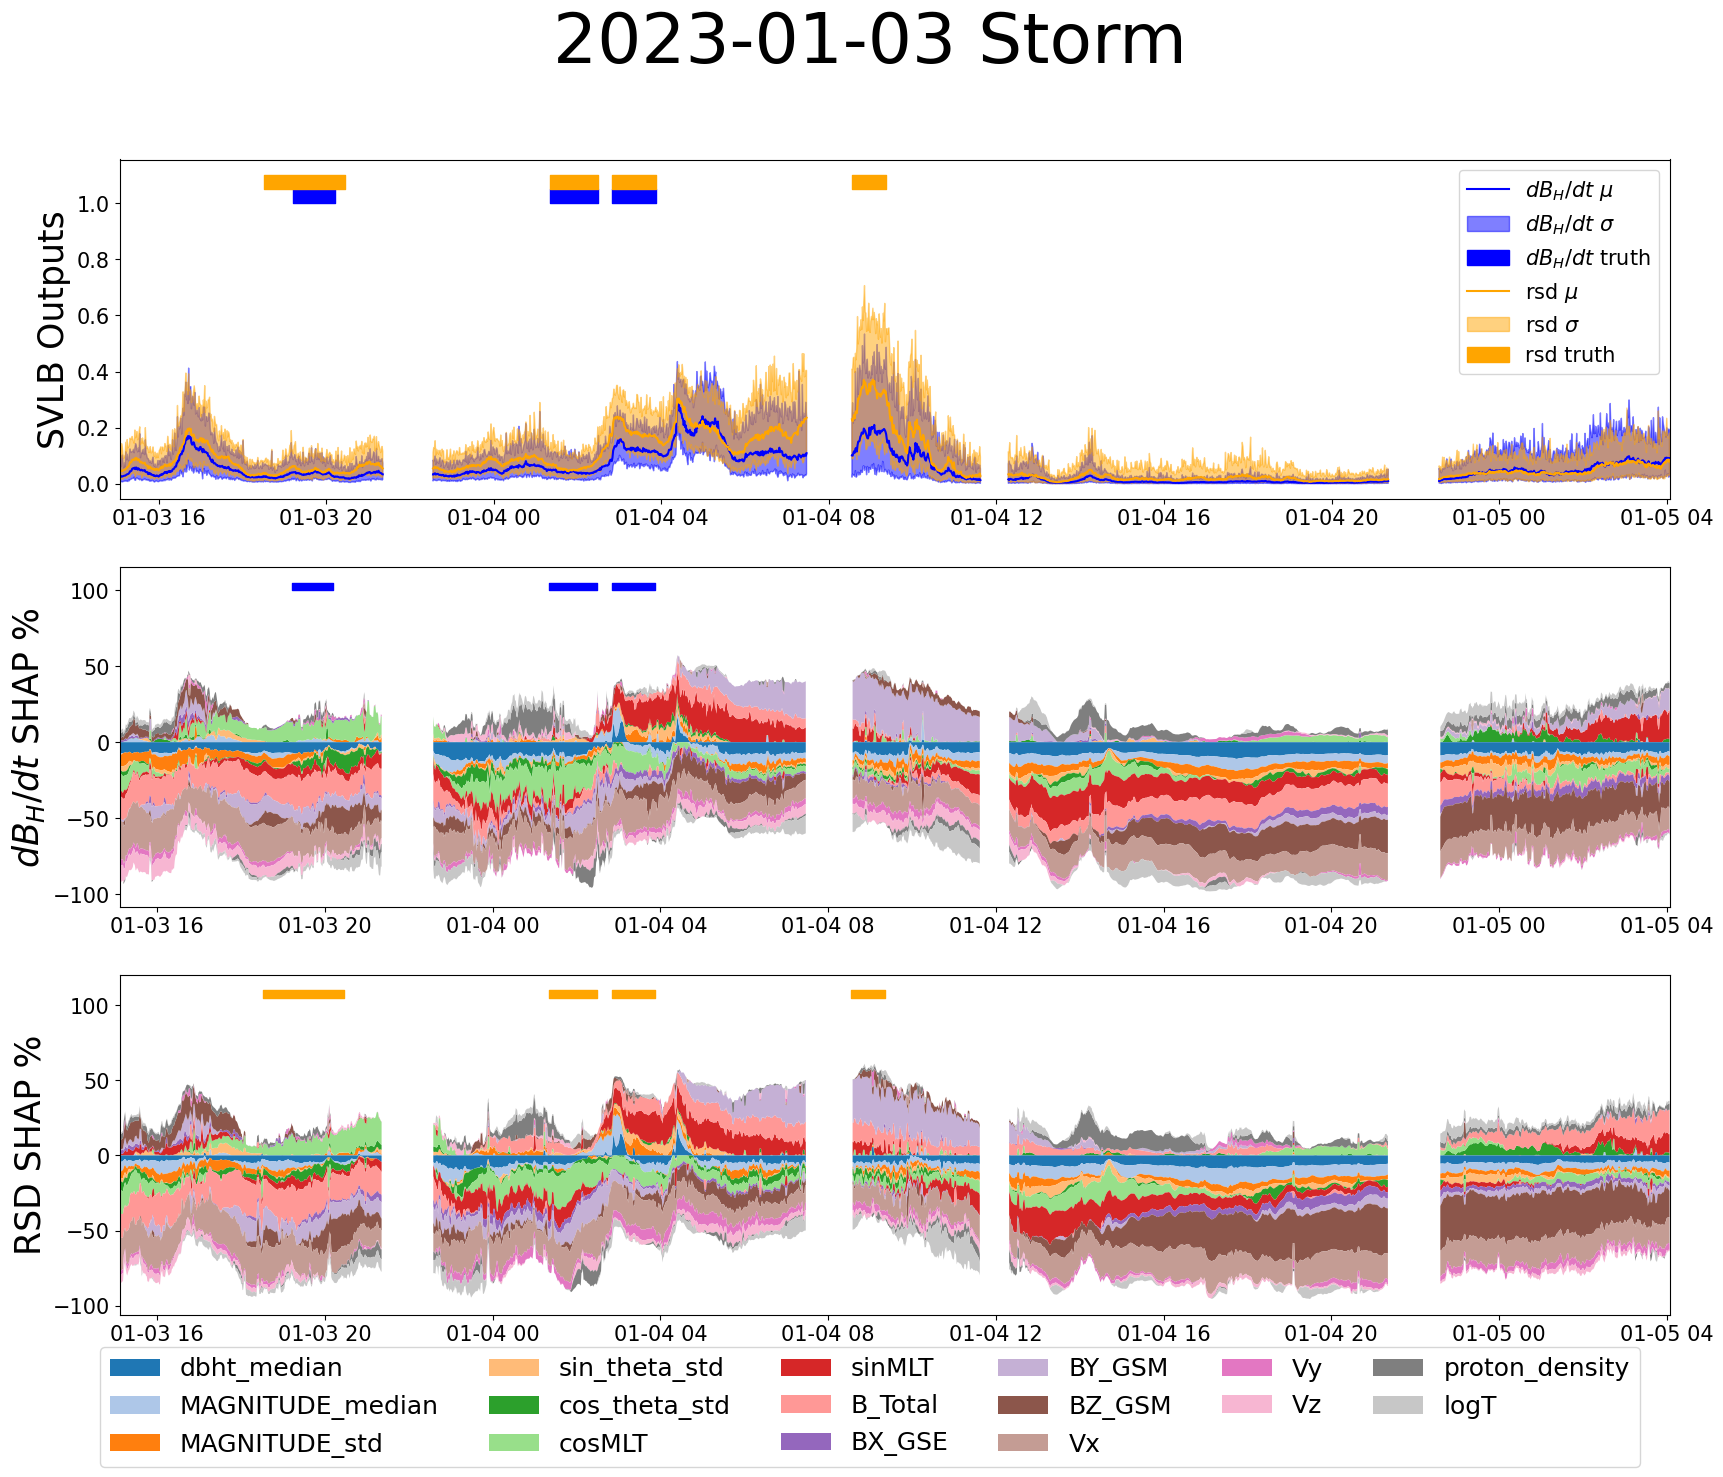 2023-01-03 Storm
SVLB Outputs
1.0
0.8
0.6
0.4
0.2
0.0
dB_H/dt μ
dB_H/dt σ
dB_H/dt truth
rsd μ
rsd σ
rsd truth
01-03 16 01-03 20 01-04 00 01-04 04 01-04 08 01-04 12 01-04 16 01-04 20 01-05 00 01-05 04
dB_H/dt SHAP %
100
50
0
−50
−100
01-03 16 01-03 20 01-04 00 01-04 04 01-04 08 01-04 12 01-04 16 01-04 20 01-05 00 01-05 04
RSD SHAP %
100
50
0
−50
−100
01-03 16 01-03 20 01-04 00 01-04 04 01-04 08 01-04 12 01-04 16 01-04 20 01-05 00 01-05 04
dbht_median sin_theta_std sinMLT BY_GSM Vy proton_density
MAGNITUDE_median cos_theta_std B_Total BZ_GSM Vz logT
MAGNITUDE_std cosMLT BX_GSE Vx